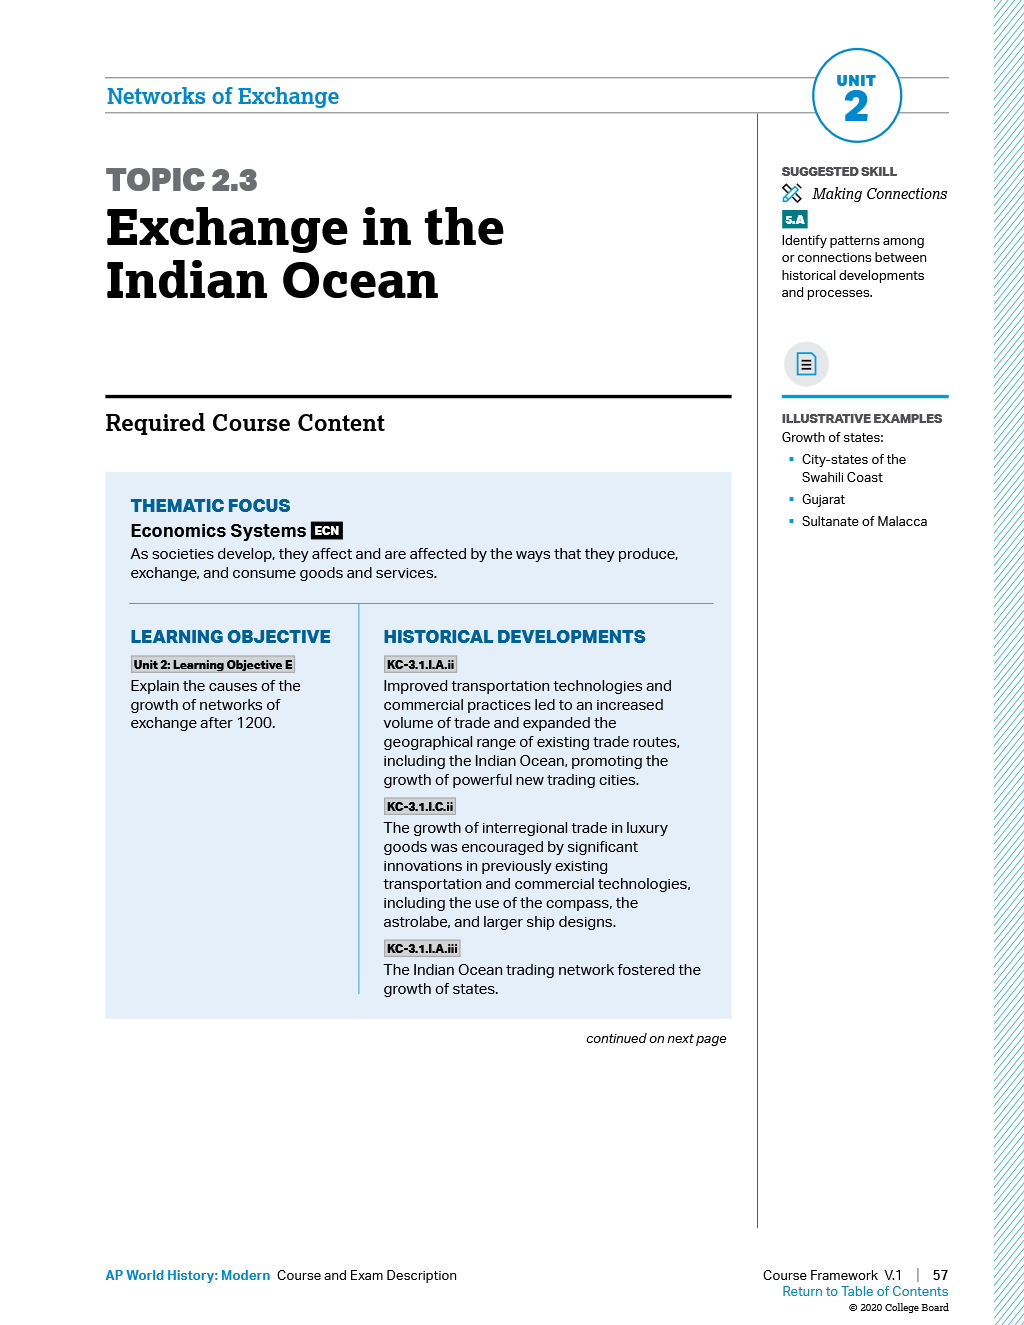 Networks of Exchange
UNIT
2
TOPIC 2.3
Exchange in the
Indian Ocean
Required Course Content
THEMATIC FOCUS
Economics Systems ECN
As societies develop, they affect and are affected by the ways that they produce,
exchange, and consume goods and services.
LEARNING OBJECTIVE
Unit 2: Learning Objective E
Explain the causes of the
growth of networks of
exchange after 1200.
HISTORICAL DEVELOPMENTS
KC-3.1.I.A.ii
Improved transportation technologies and
commercial practices led to an increased
volume of trade and expanded the
geographical range of existing trade routes,
including the Indian Ocean, promoting the
growth of powerful new trading cities.
KC-3.1.I.C.ii
The growth of interregional trade in luxury
goods was encouraged by significant
innovations in previously existing
transportation and commercial technologies,
including the use of the compass, the
astrolabe, and larger ship designs.
KC-3.1.I.A.iii
The Indian Ocean trading network fostered the
growth of states.
continued on next page
SUGGESTED SKILL
Making Connections
5.A
Identify patterns among
or connections between
historical developments
and processes.
ILLUSTRATIVE EXAMPLES
Growth of states:
▪ City-states of the
Swahili Coast
▪ Gujarat
▪ Sultanate of Malacca
AP World History: Modern Course and Exam Description
Course Framework V.1 | 57
Return to Table of Contents
© 2020 College Board